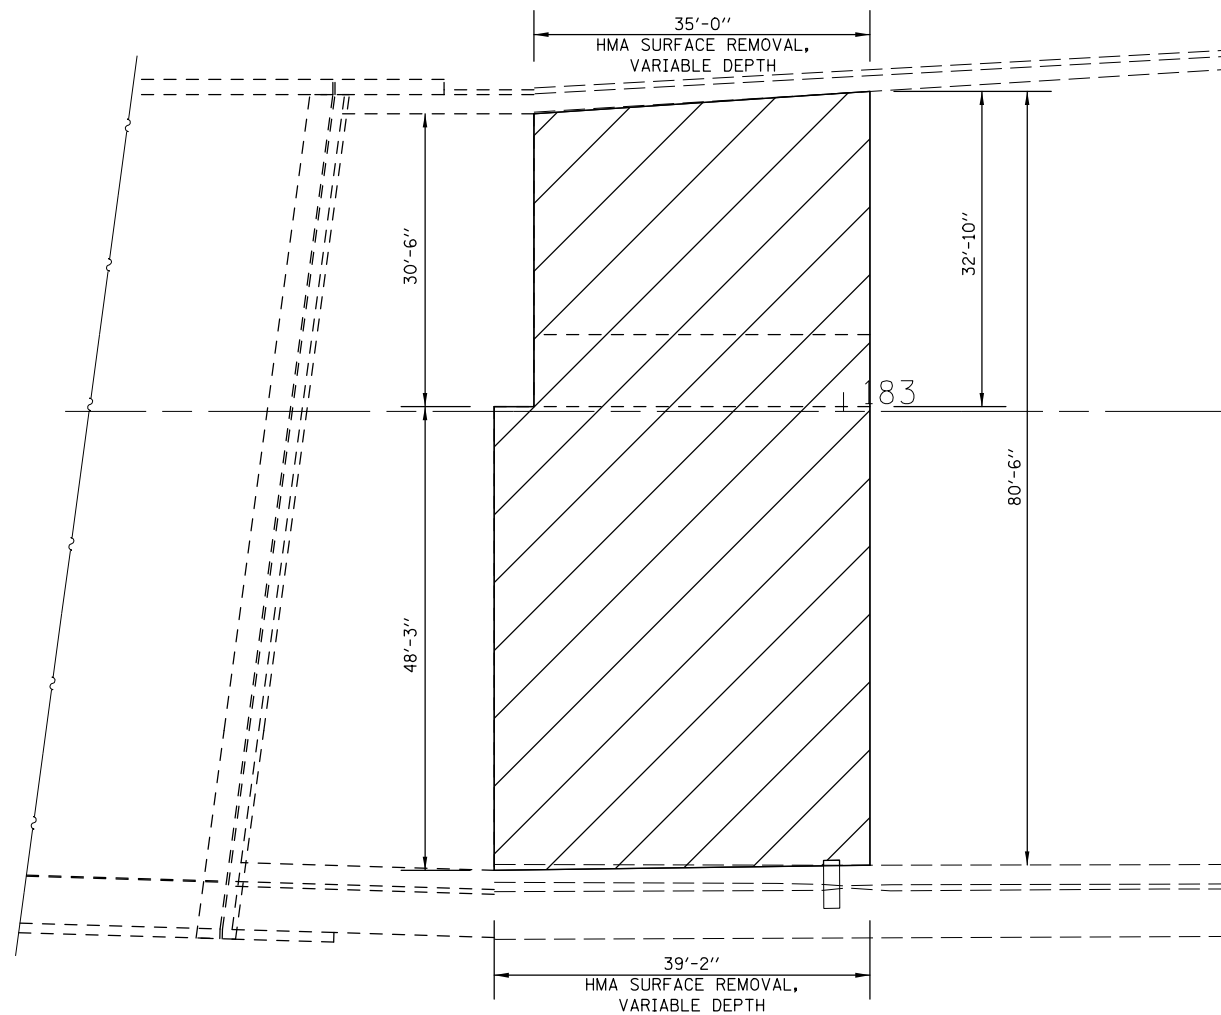 35'-0"
HMA SURFACE REMOVAL,
VARIABLE DEPTH
30'-6"
32'-10"
183
80'-6"
48'-3"
39'-2"
HMA SURFACE REMOVAL,
VARIABLE DEPTH